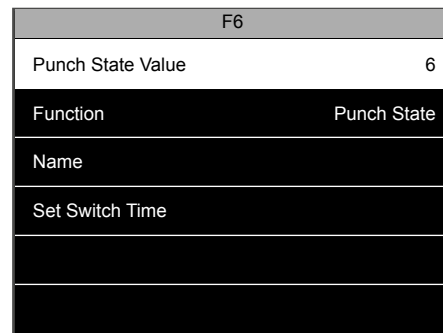 F6
Punch State Value 6
Function Punch State
Name
Set Switch Time